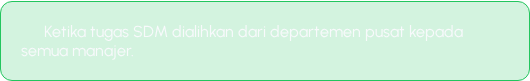 Ketika tugas SDM dialihkan dari departemen pusat kepada
semua manajer.